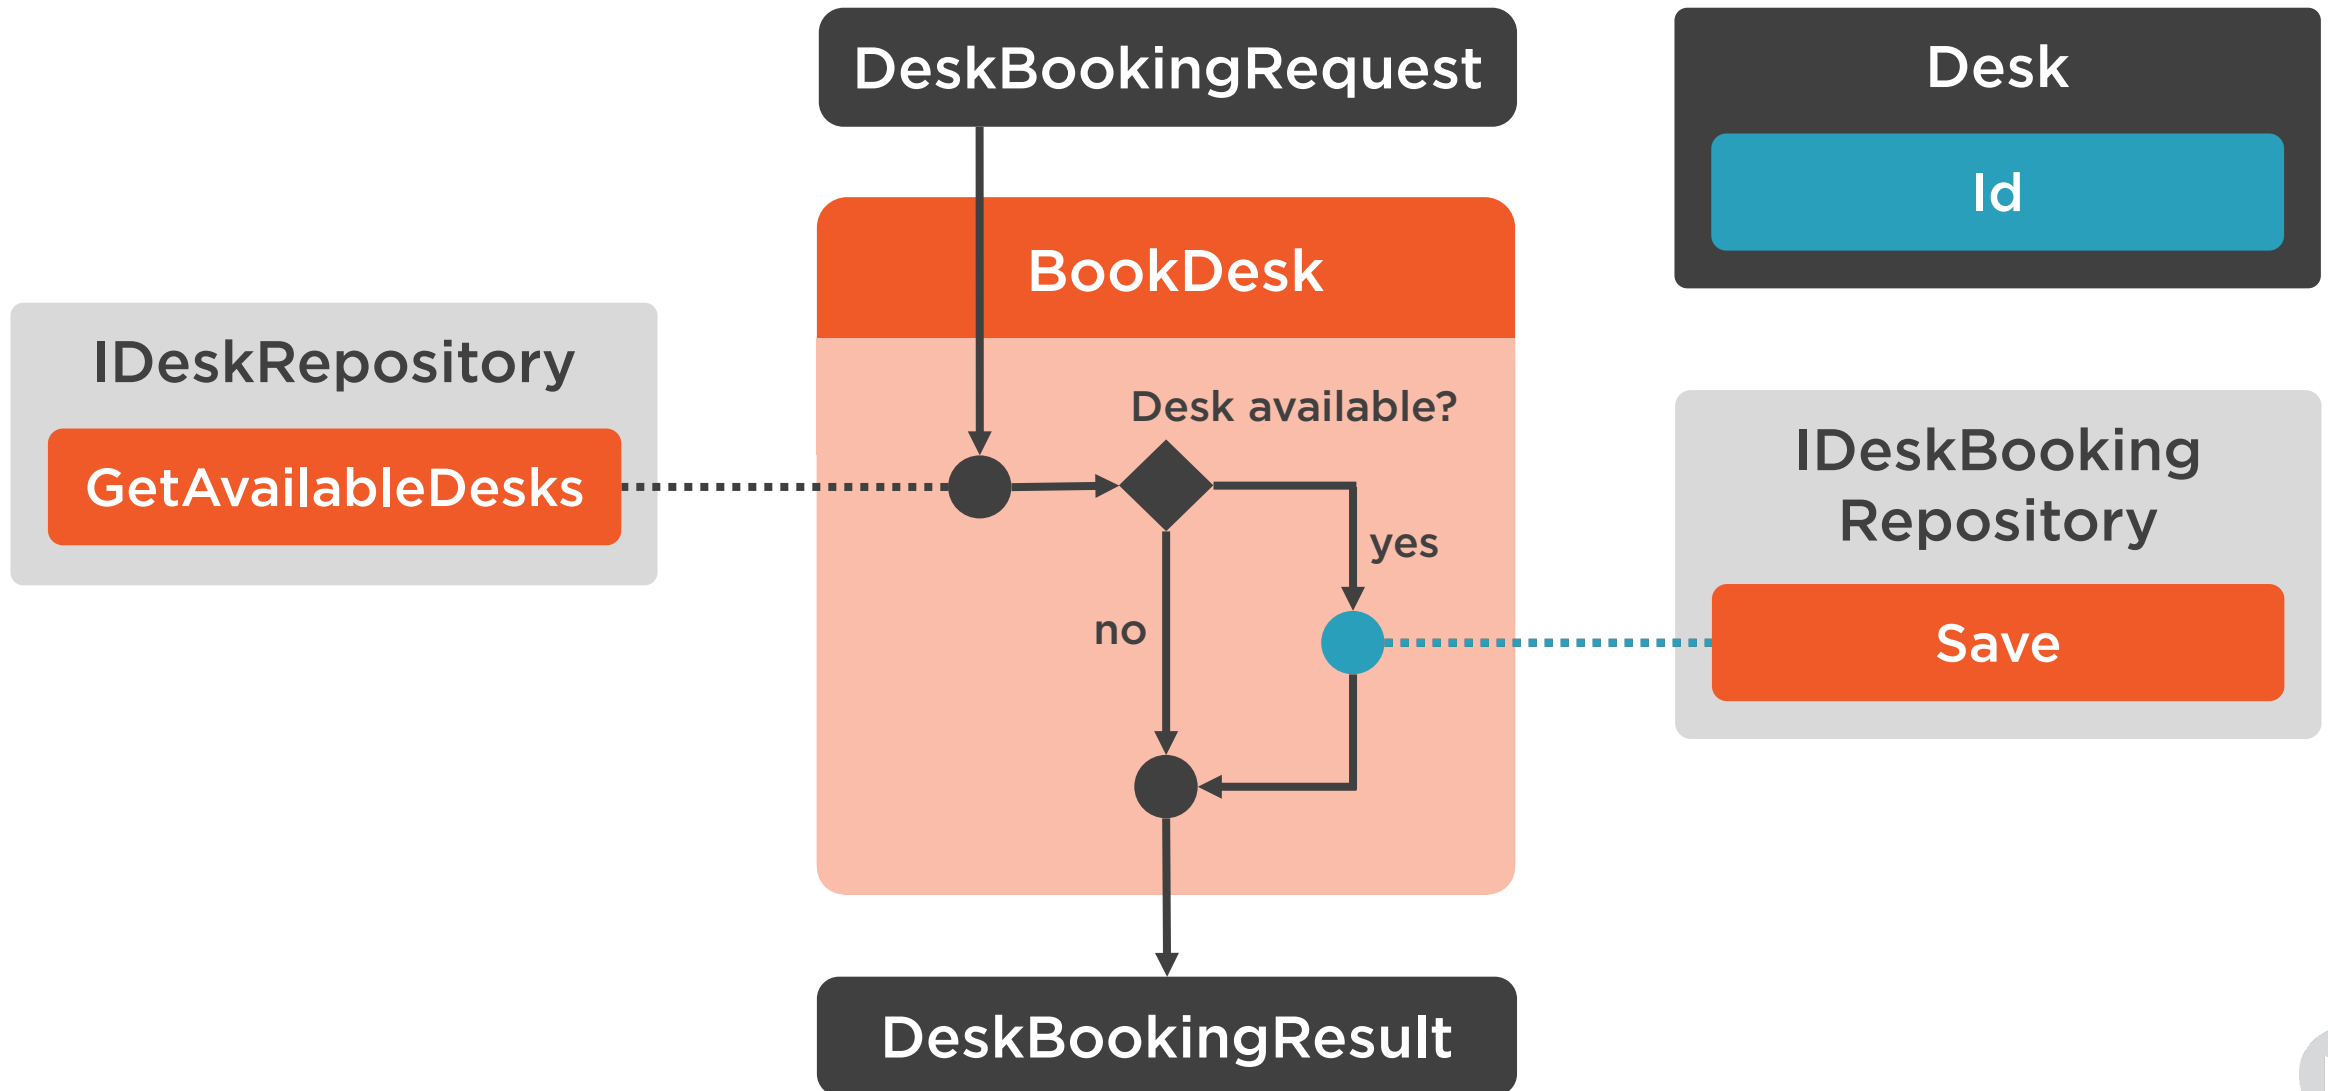 DeskBookingRequest
Desk
Id
BookDesk
IDeskRepository
GetAvailableDesks
Desk available?
yes
no
IDeskBooking
Repository
Save
DeskBookingResult